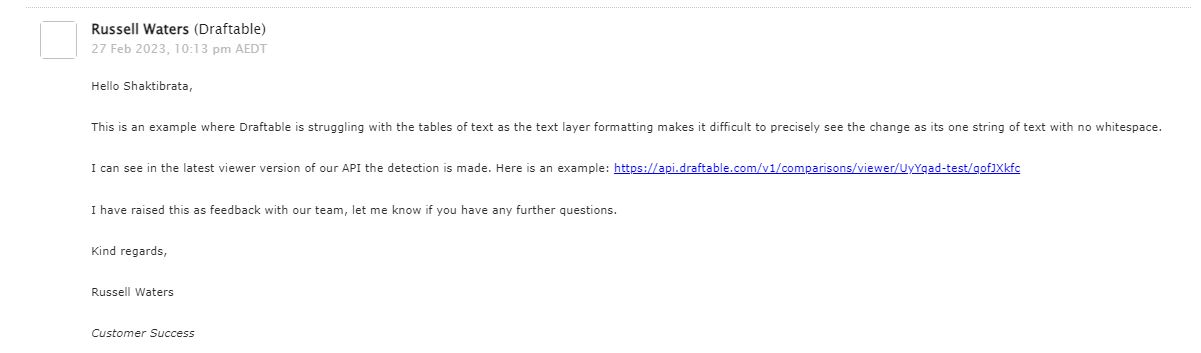 Russell Waters (Draftable)
27 Feb 2023, 10:13 pm AEDT
Hello Shaktibrata,
This is an example where Draftable is struggling with the tables of text as the text layer formatting makes it difficult to precisely see the change as its one string of text with no whitespace.
I can see in the latest viewer version of our API the detection is made. Here is an example: https://api.draftable.com/v1/comparisons/viewer/UyYqad-test/qofJXkfc
I have raised this as feedback with our team, let me know if you have any further questions.
Kind regards,
Russell Waters
Customer Success